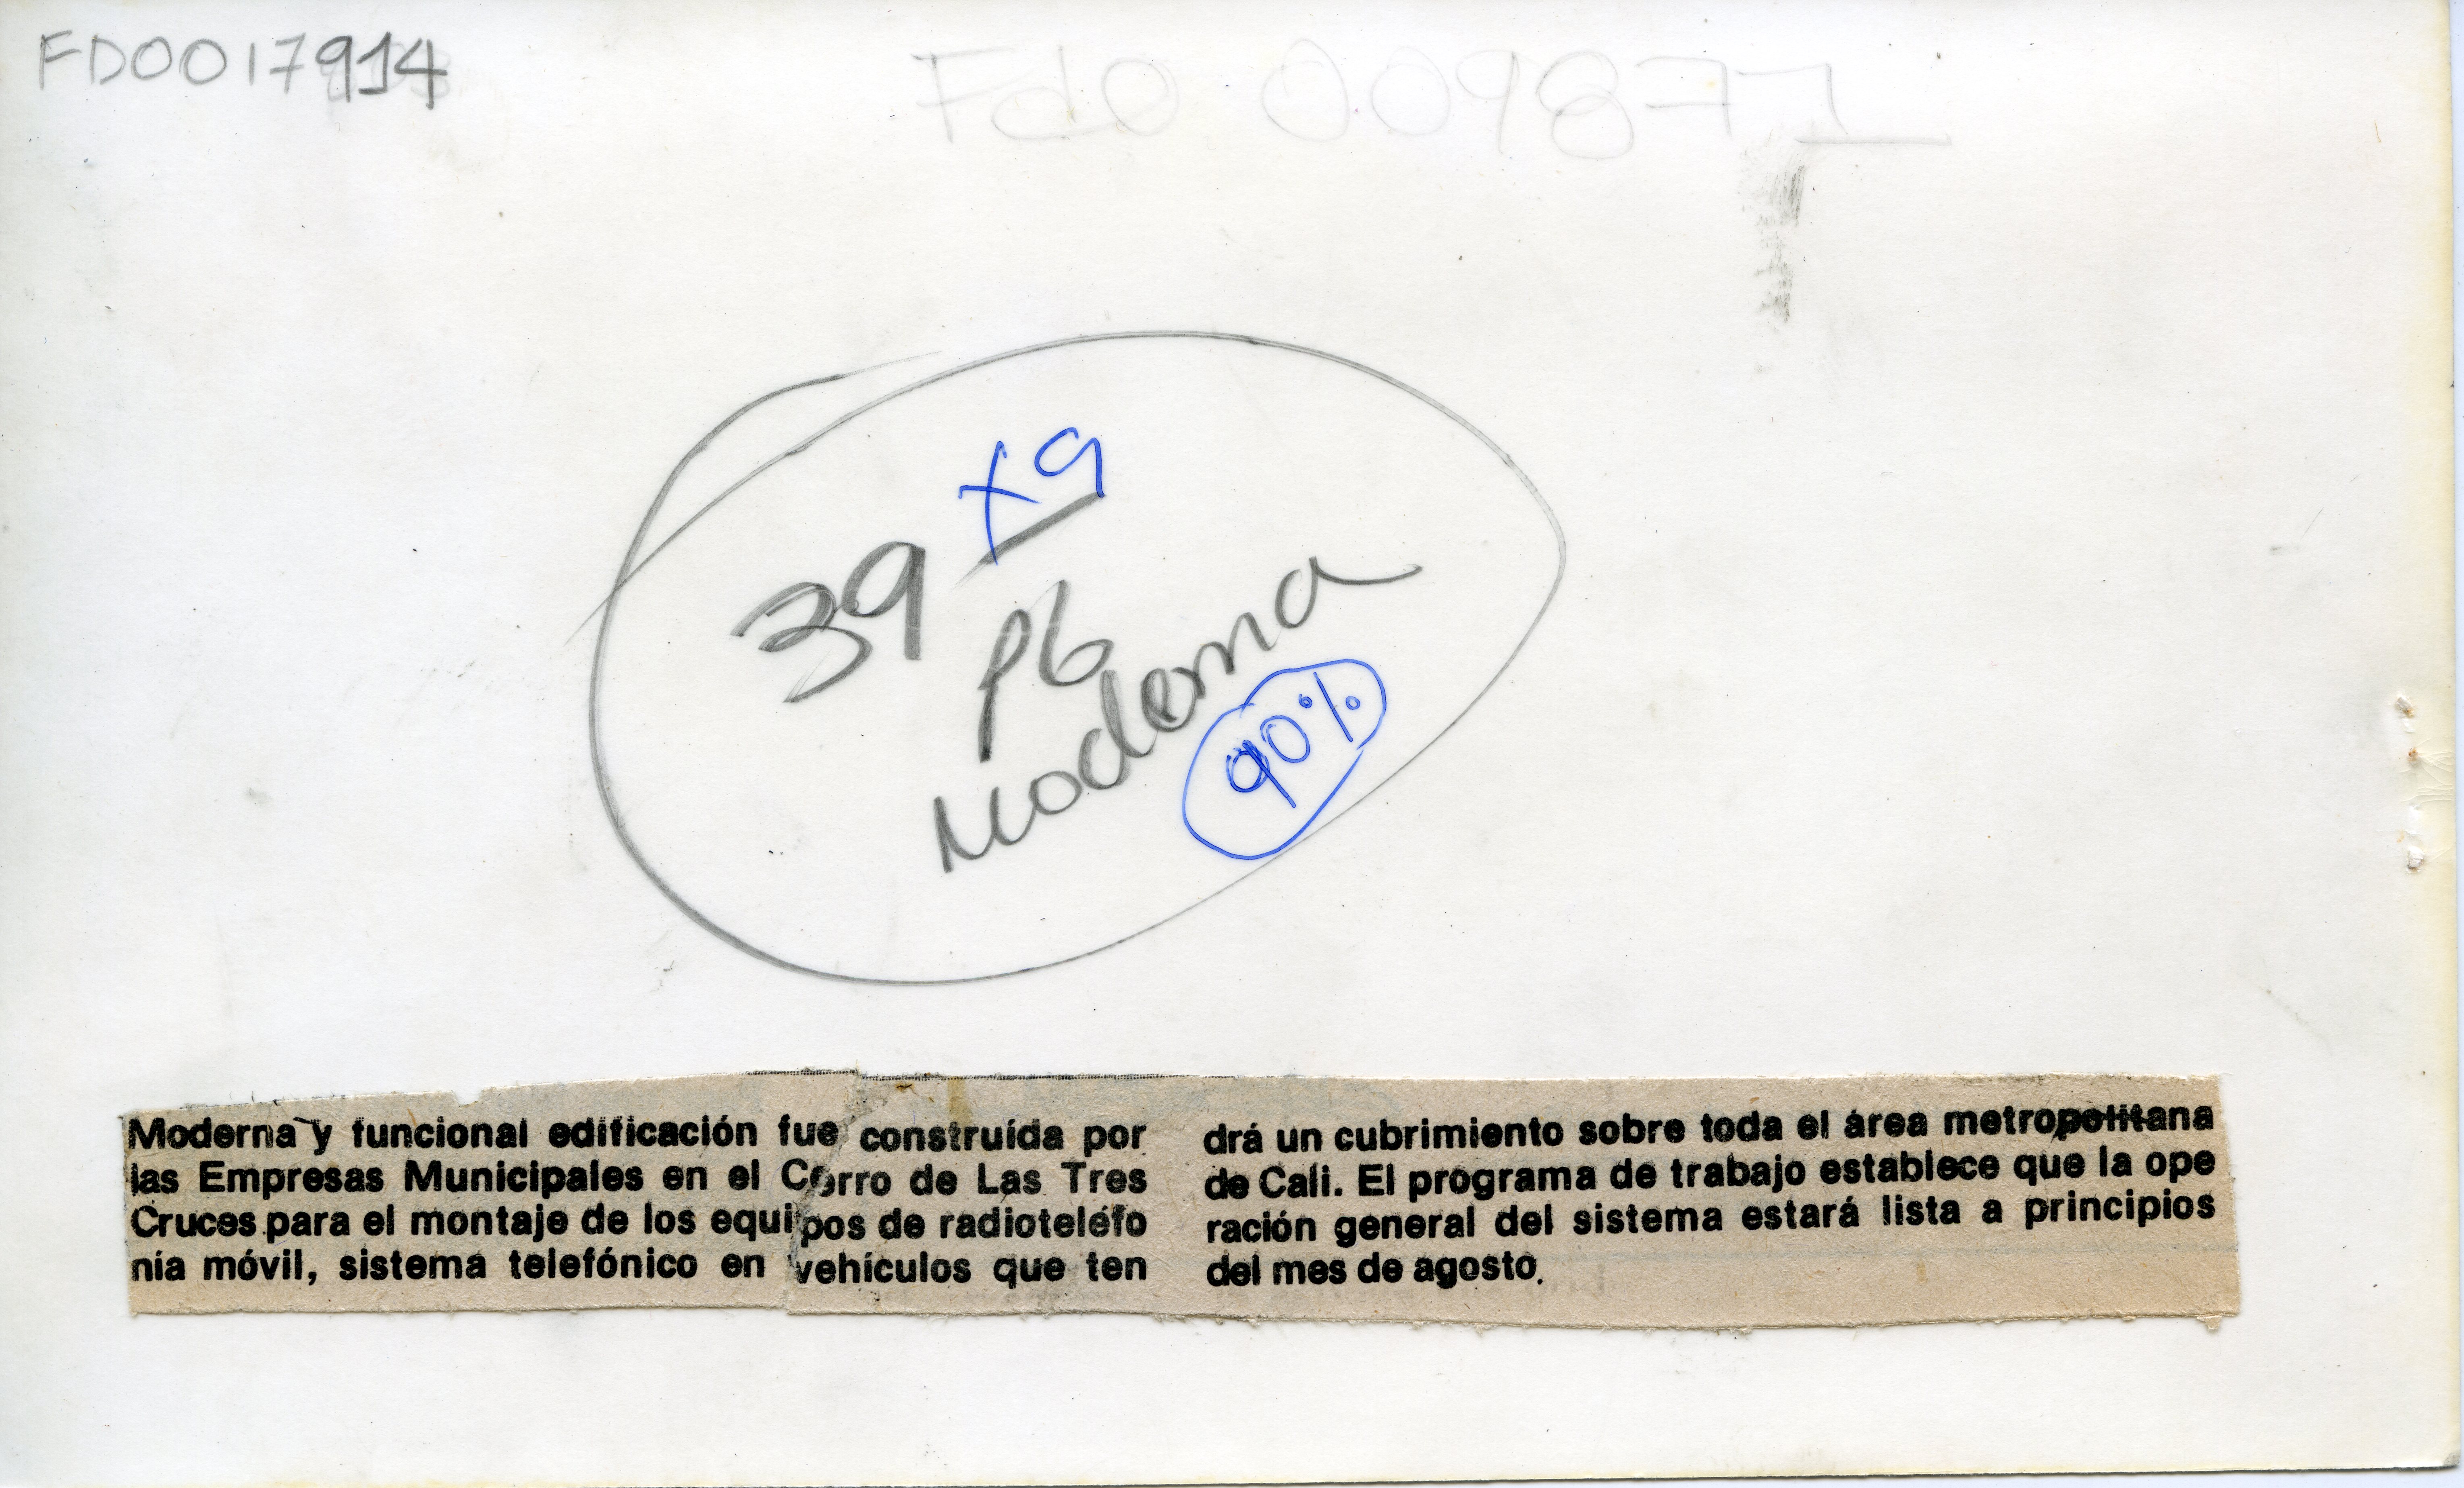 FD0017914
Fd0 009871
39 x9
P6
Moderna
90%
Moderna y funcional edificación fue construída por
las Empresas Municipales en el Cerro de Las Tres
Cruces para el montaje de los equipos de radioteléfo
nía móvil, sistema telefónico en vehículos que ten
drá un cubrimiento sobre toda el área metropolitana
de Cali. El programa de trabajo establece que la ope
ración general del sistema estará lista a principios
del mes de agosto.